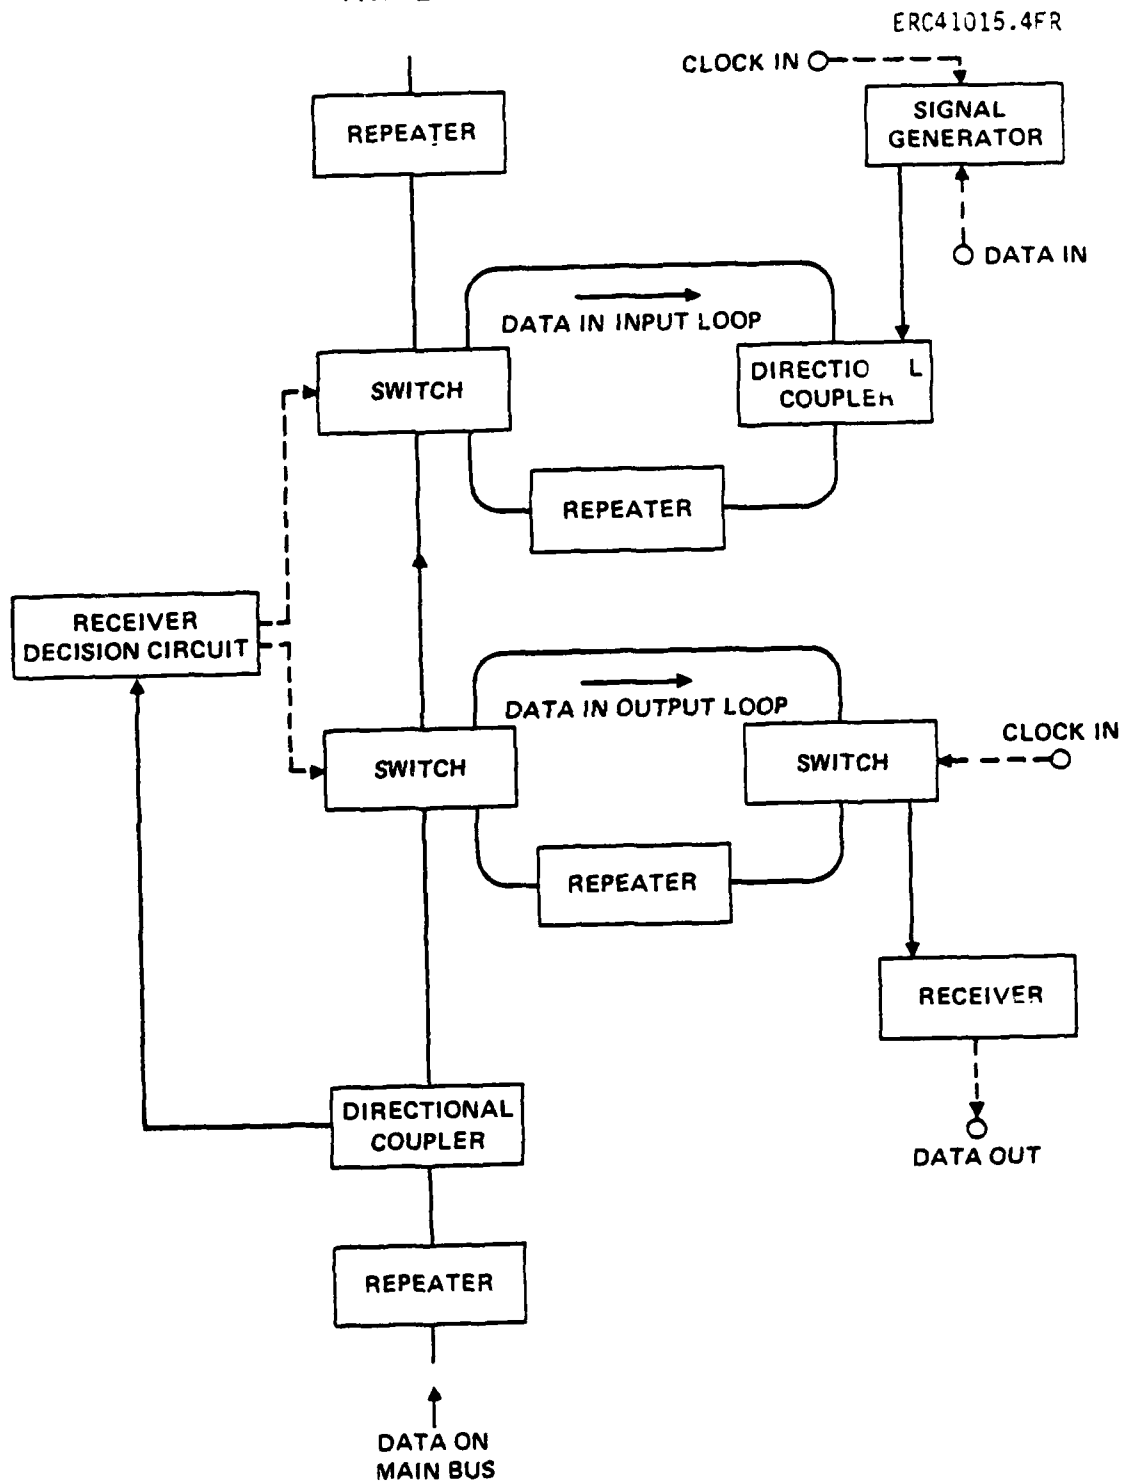 ERC41015.4FR
CLOCK IN
SIGNAL
GENERATOR
REPEATER
DATA IN
DATA IN INPUT LOOP
DIRECTIO L
COUPLER
SWITCH
REPEATER
RECEIVER
DECISION CIRCUIT
DATA IN OUTPUT LOOP
CLOCK IN
SWITCH
SWITCH
REPEATER
RECEIVER
DIRECTIONAL
COUPLER
DATA OUT
REPEATER
DATA ON
MAIN BUS